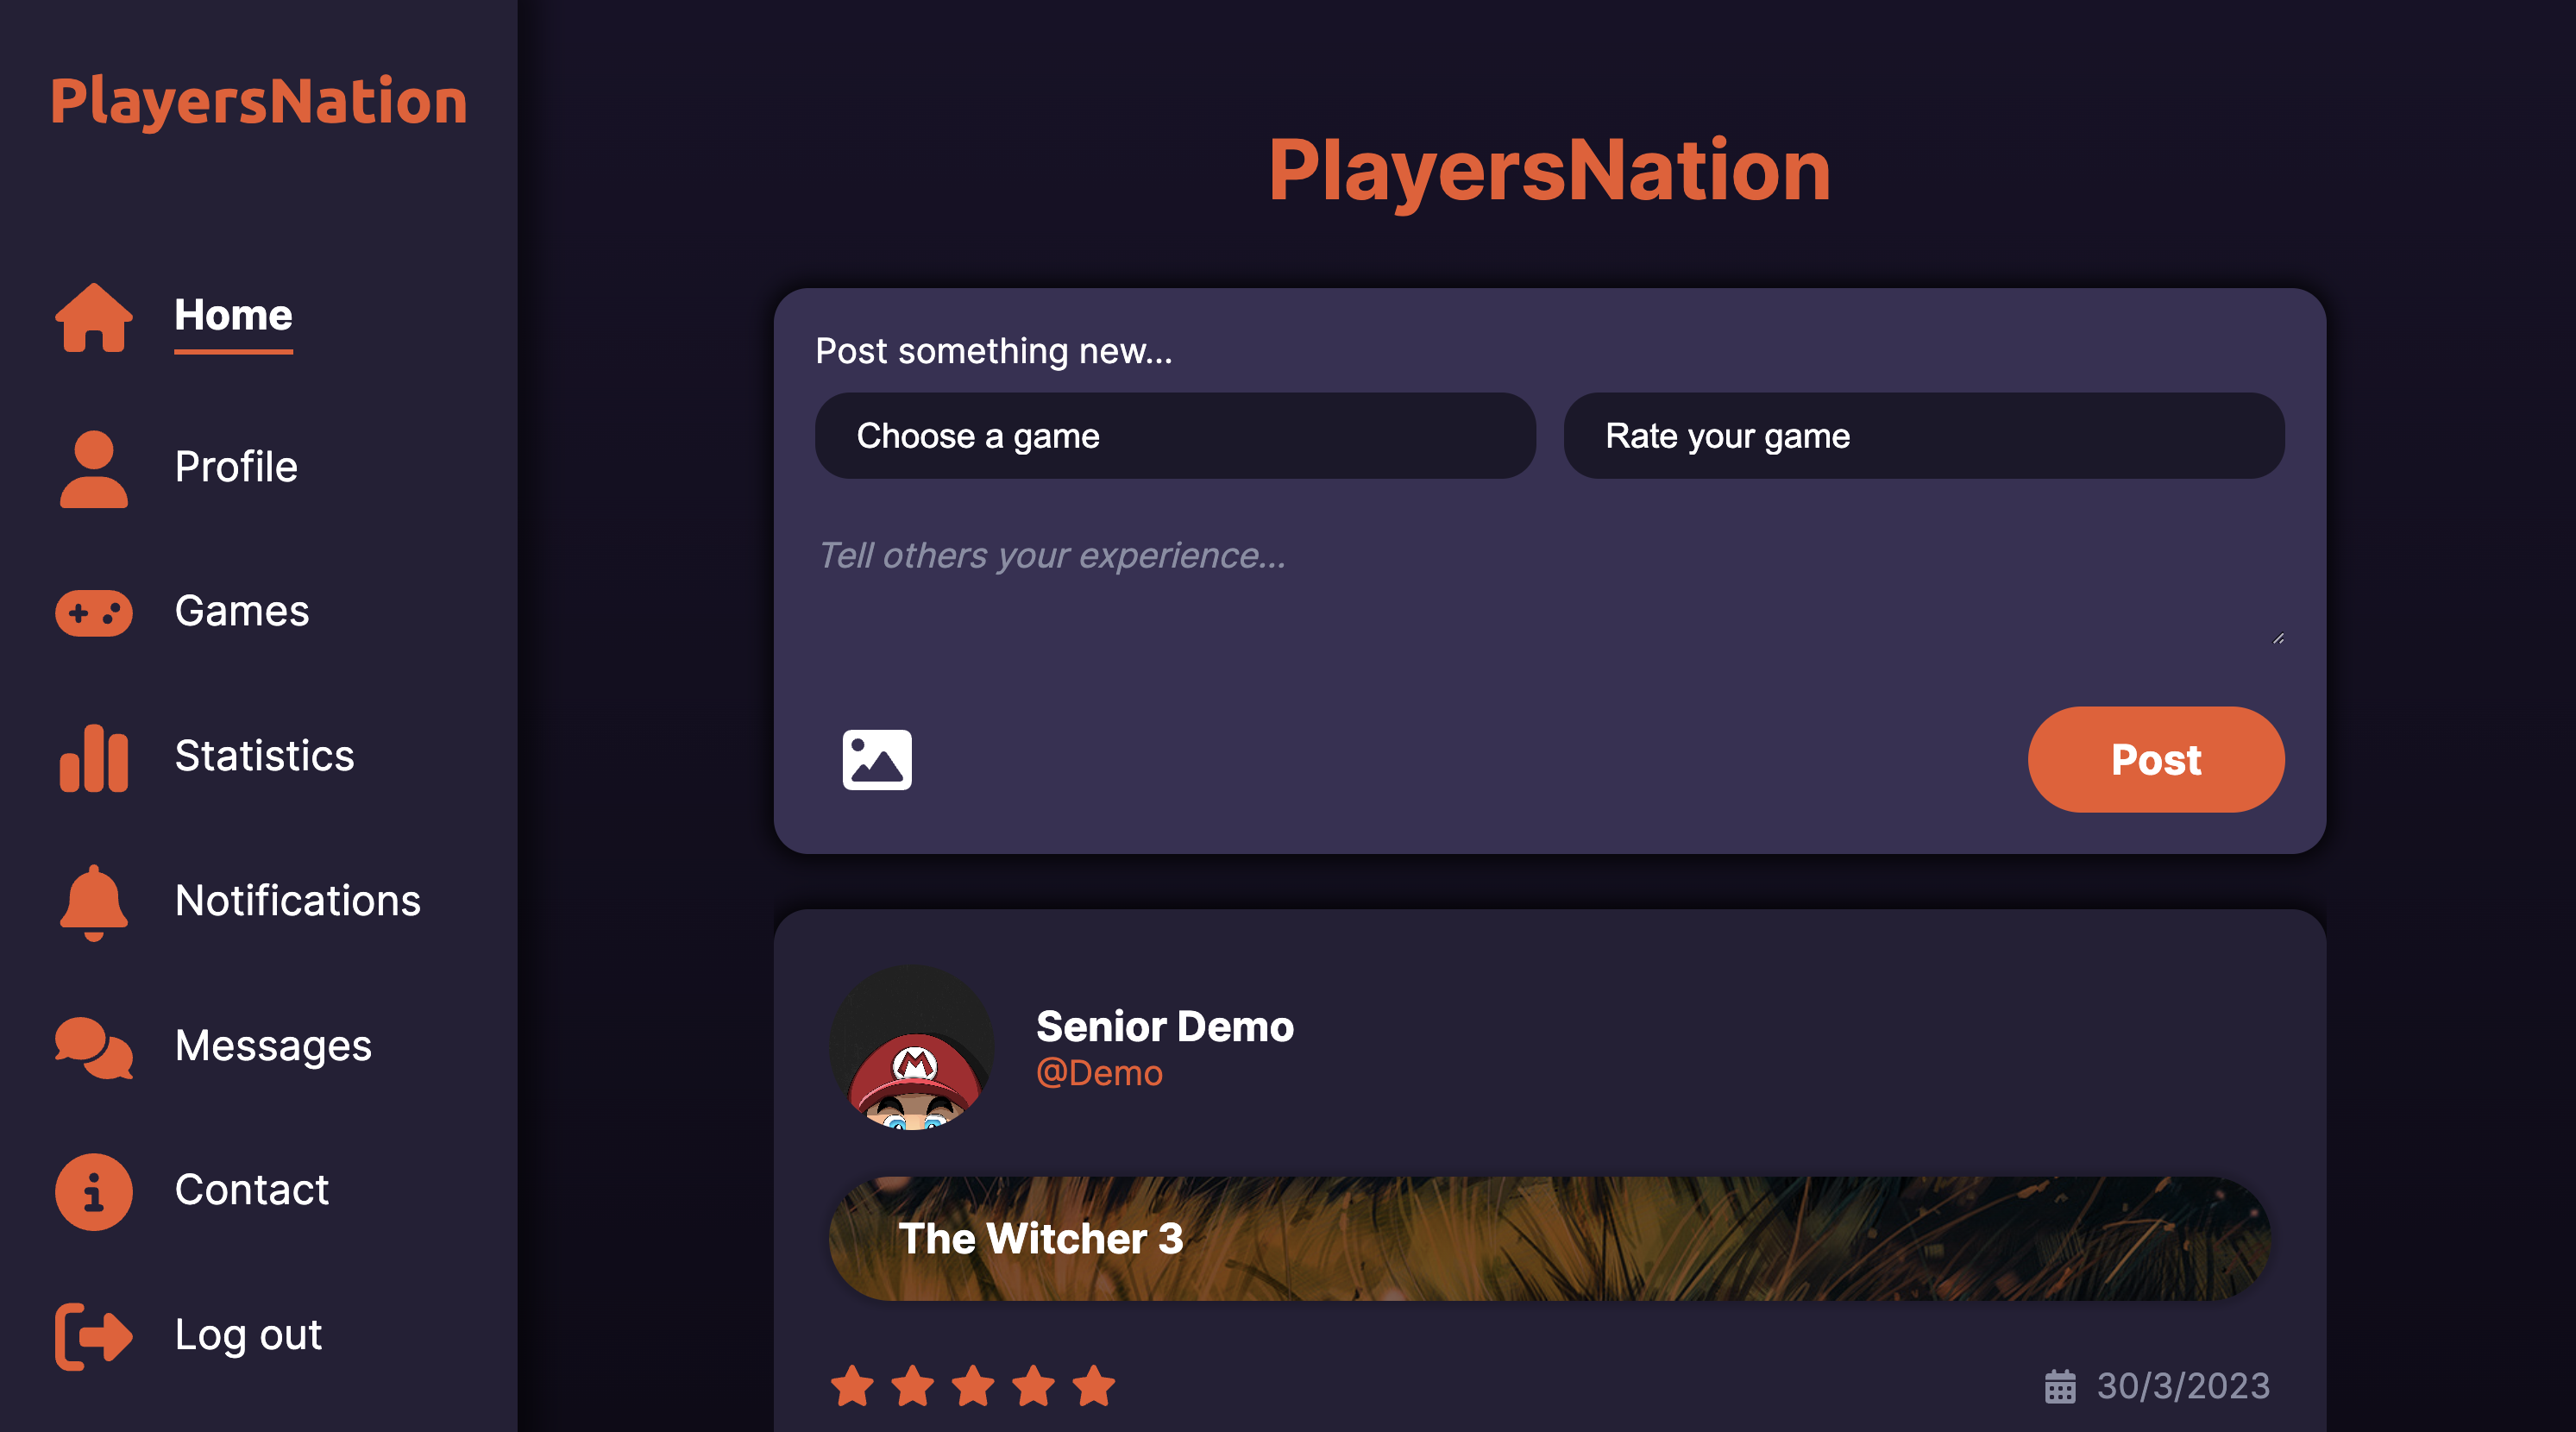 PlayersNation
Home
Profile
Games
Statistics
Notifications
Messages
Contact
Log out
PlayersNation
Post something new...
Choose a game
Rate your game
Tell others your experience...
Post
M
Senior Demo
@Demo
The Witcher 3
30/3/2023